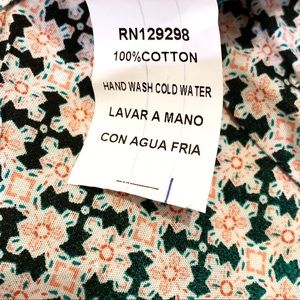 RN129298
100%COTTON
HAND WASH COLD WATER
LAVAR A MANO
CON AGUA FRIA